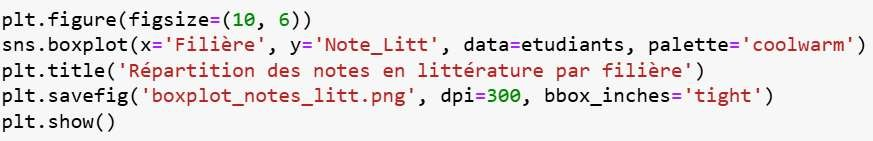 plt.figure(figsize=(10, 6))
sns.boxplot(x='Filière', y='Note_Litt', data=etudiants, palette='coolwarm')
plt.title('Répartition des notes en littérature par filière')
plt.savefig('boxplot_notes_litt.png', dpi=300, bbox_inches='tight')
plt.show()